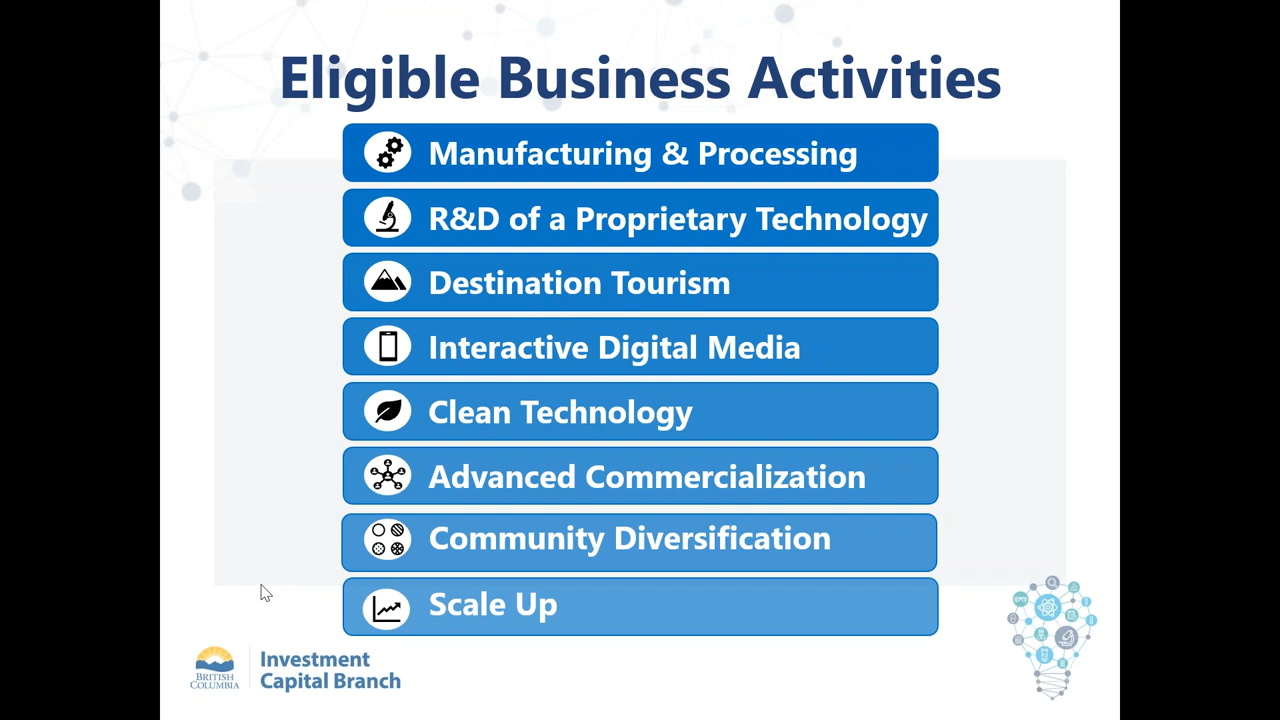 Eligible Business Activities
Manufacturing & Processing
R&D of a Proprietary Technology
Destination Tourism
Interactive Digital Media
Clean Technology
Advanced Commercialization
Community Diversification
Scale Up
BRITISH
COLUMBIA
Investment
Capital Branch